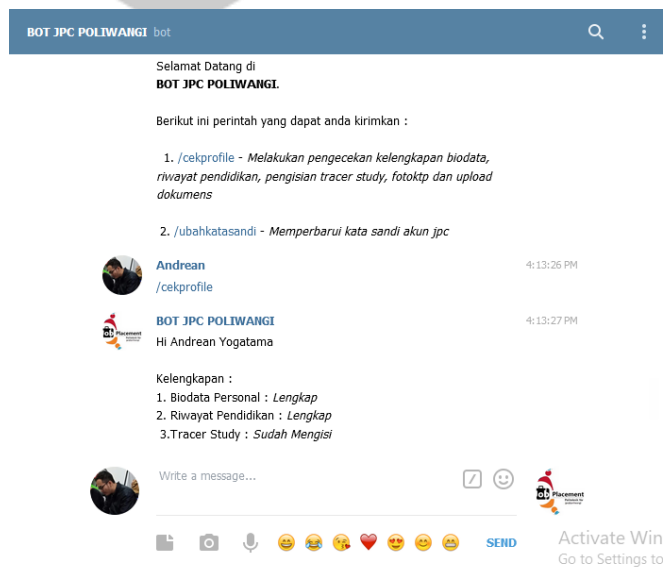 BOT JPC POLIWANGI bot
Selamat Datang di
BOT JPC POLIWANGI.
Berikut ini perintah yang dapat anda kirimkan :
1. /cekprofile - Melakukan pengecekan kelengkapan biodata,
riwayat pendidikan, pengisian tracer study, fotoktp dan upload
dokumens
2. /ubahkatasandi - Memperbarui kata sandi akun jpc
Andrean 4:13:26 PM
/cekprofile
BOT JPC POLIWANGI 4:13:27 PM
Placement
Hi Andrean Yogatama
Kelengkapan :
1. Biodata Personal : Lengkap
2. Riwayat Pendidikan : Lengkap
3.Tracer Study : Sudah Mengisi
Write a message...
Placement
SEND
Activate Win
Go to Settings to